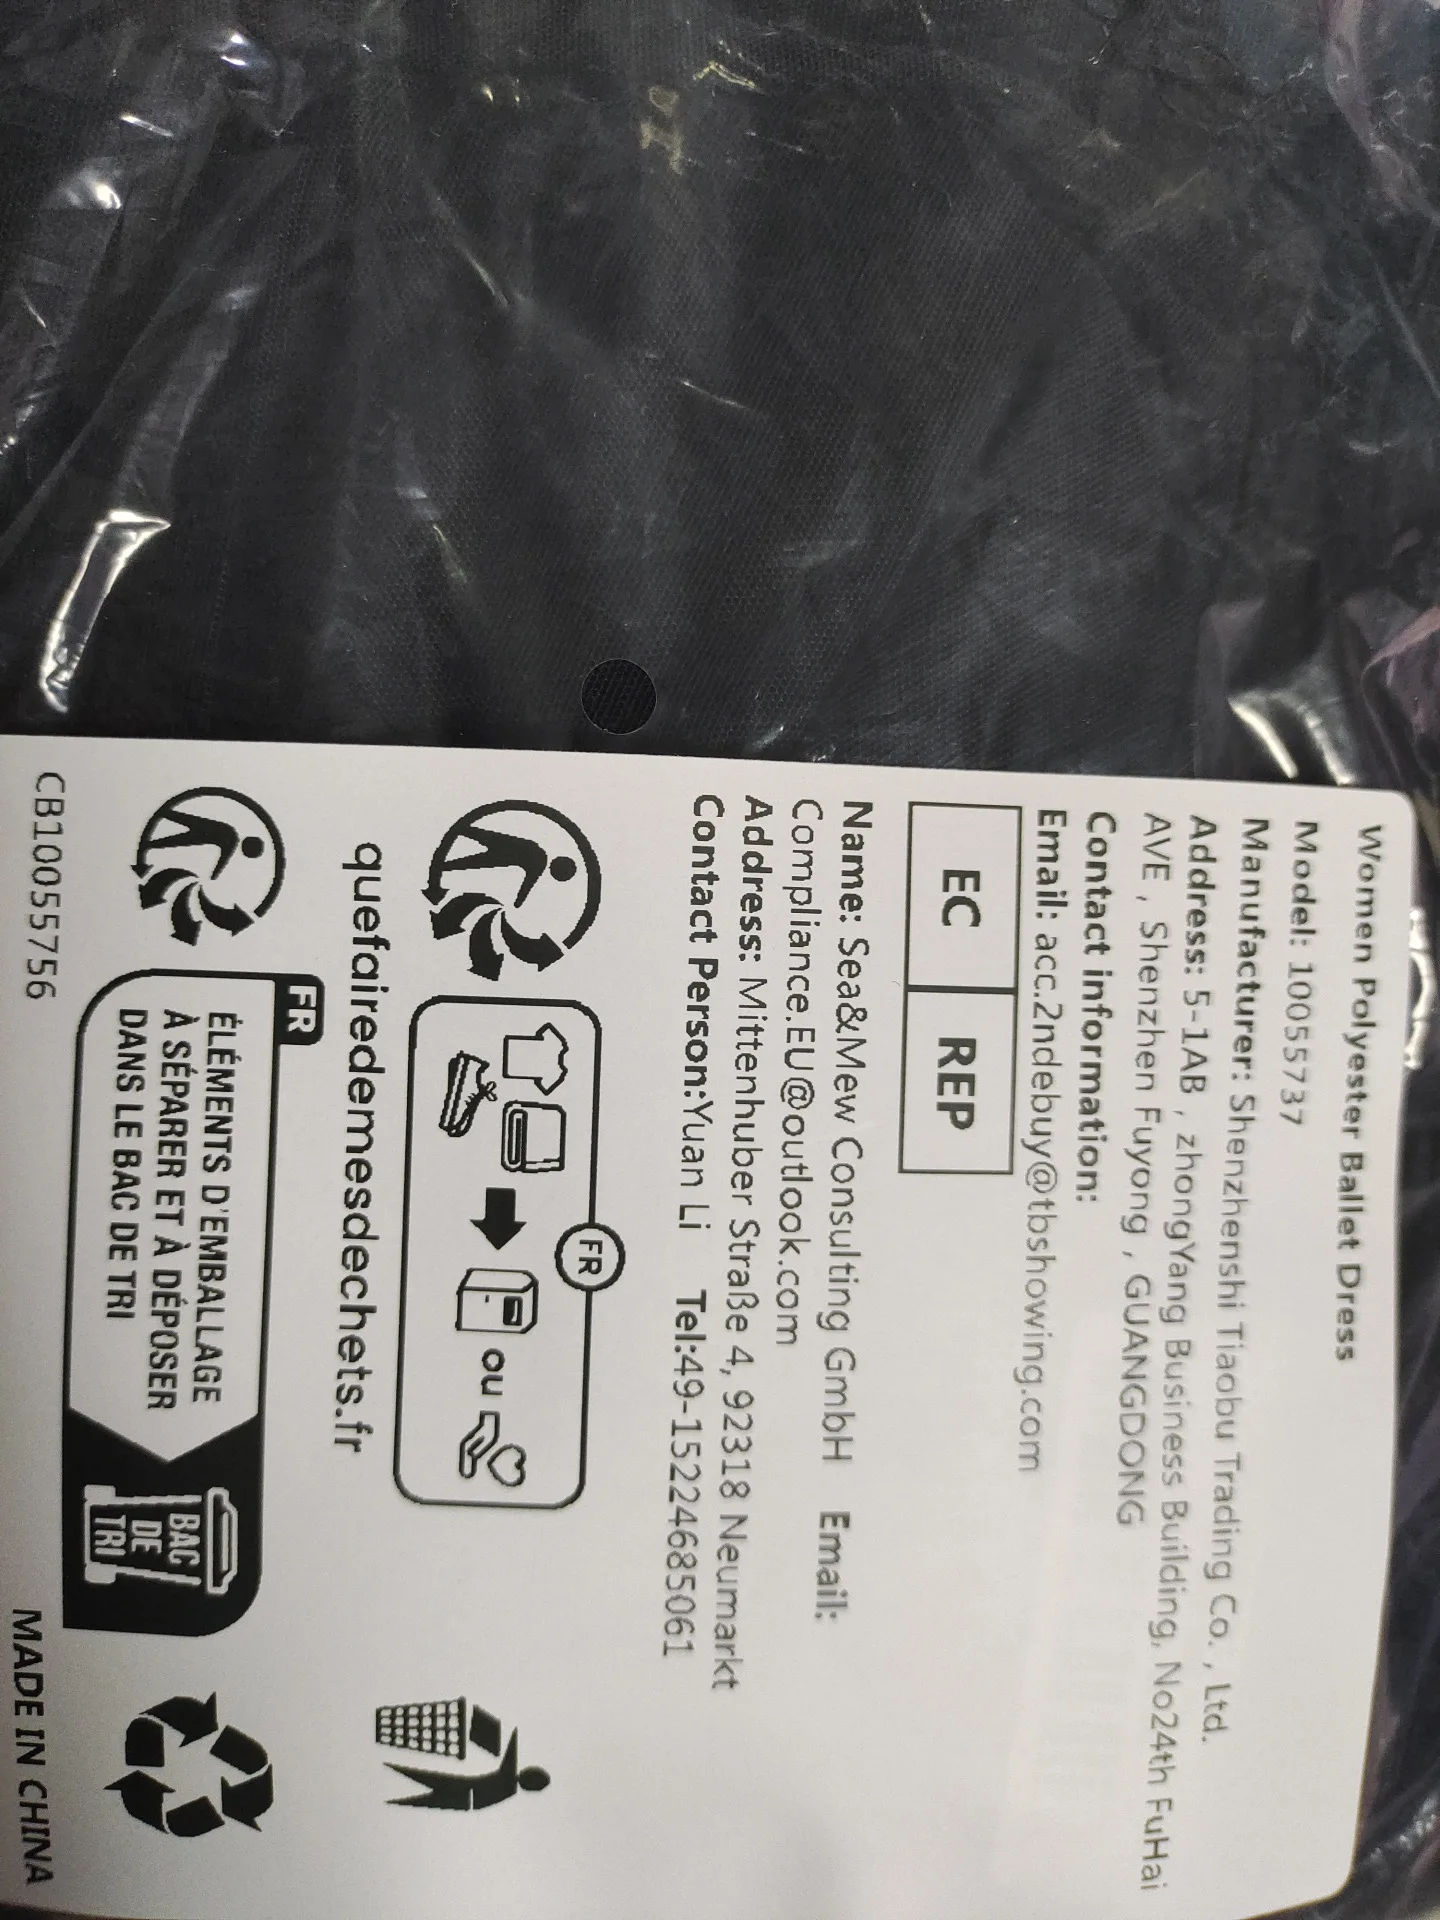 Women Polyester Ballet Dress
Model: 10055737
Manufacturer: Shenzhenshi Tiaobu Trading Co. , Ltd.
Address: 5-1AB , zhongYang Business Building, No24th FuHai
AVE , Shenzhen Fuyong , GUANGDONG
Contact information:
Email: acc.2ndebuy@tbshowing.com
EC REP
Name: Sea&Mew Consulting GmbH Email:
Compliance.EU@outlook.com
Address: Mittenhuber Straße 4, 92318 Neumarkt
Contact Person:Yuan Li Tel:49-15224685061
FR
ou
quefairedemesdechets.fr
FR
ÉLÉMENTS D'EMBALLAGE
À SÉPARER ET À DÉPOSER
DANS LE BAC DE TRI
BAC
DE
TRI
CB10055756
MADE IN CHINA